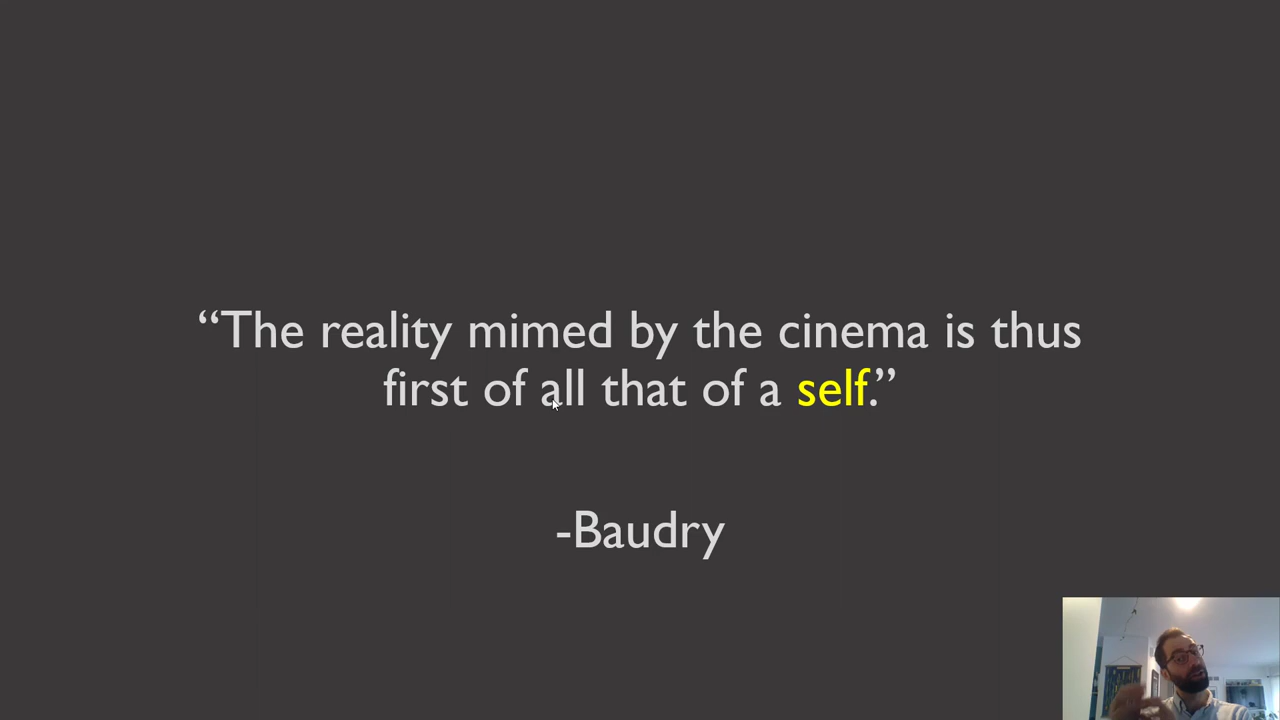 “The reality mimed by the cinema is thus
first of all that of a self.”
-Baudry